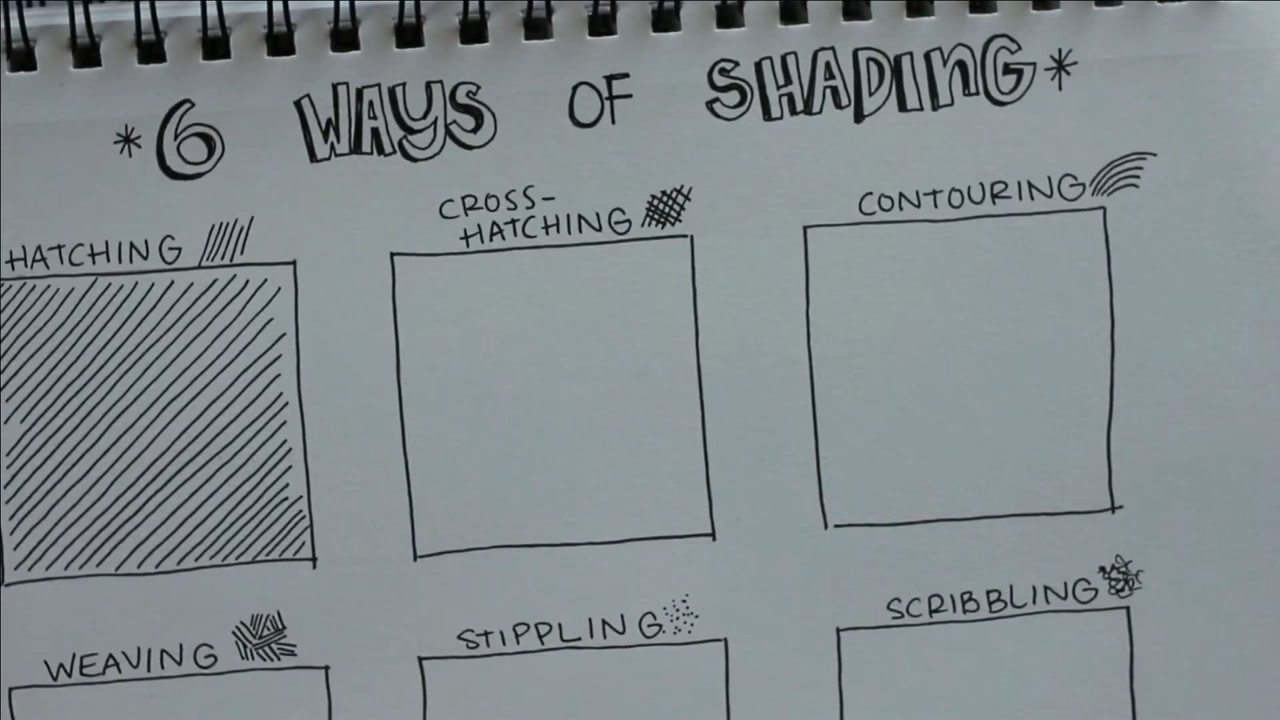 *6 WAYS OF SHADING*
HATCHING
CROSS-
HATCHING
CONTOURING
WEAVING
STIPPLING
SCRIBBLING